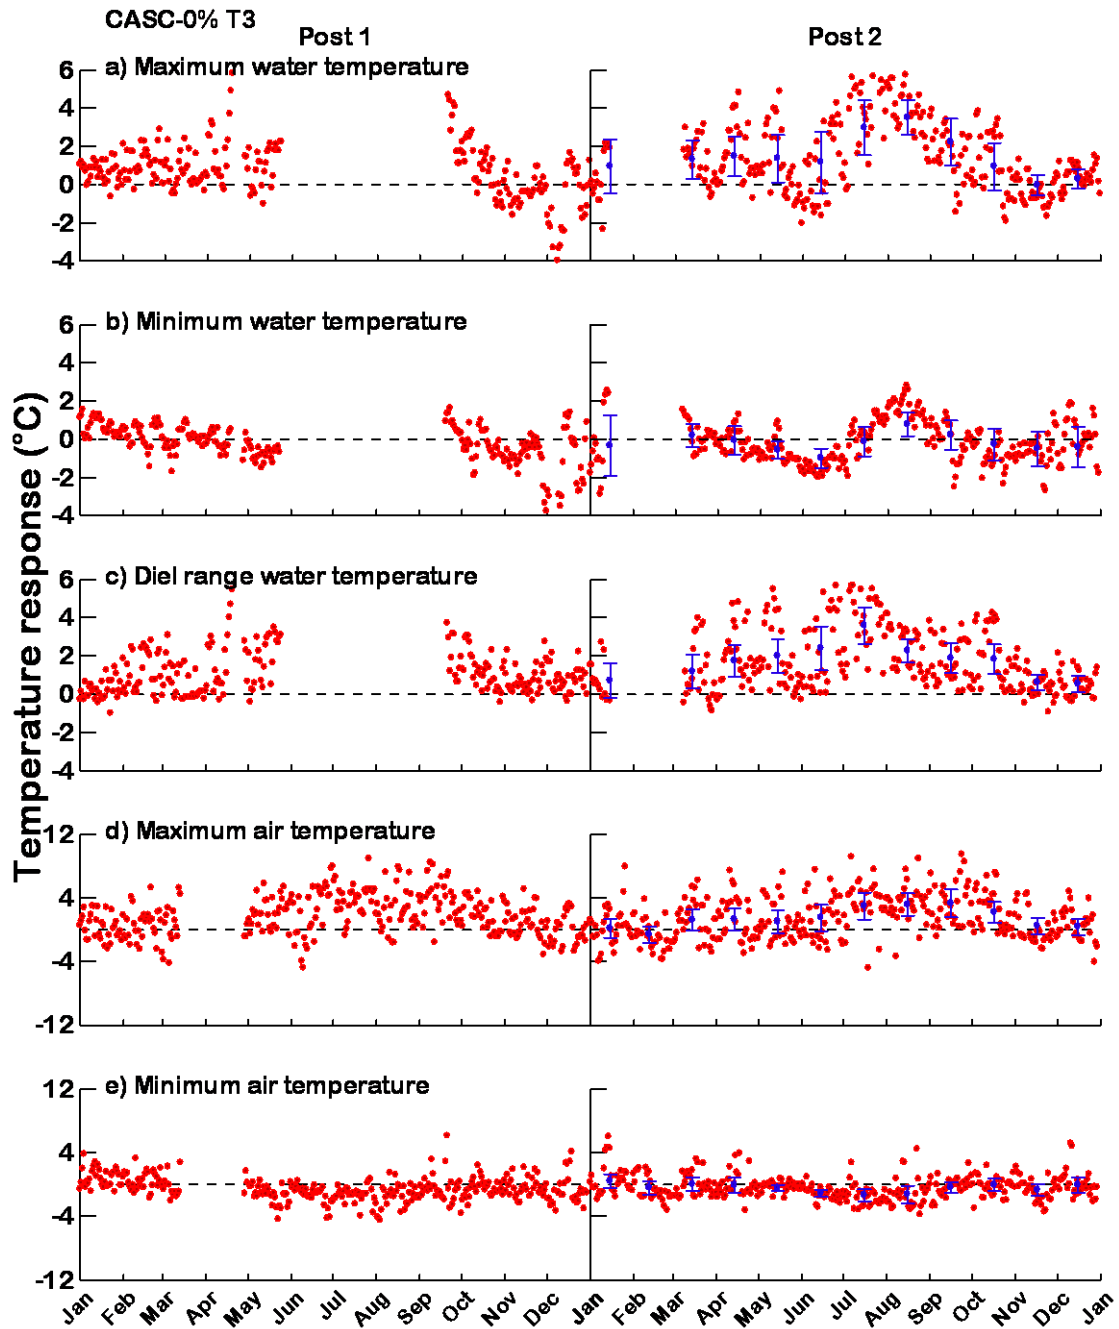 CASC-0% T3
Post 1
Post 2
Temperature response (°C)
a) Maximum water temperature
6
4
2
0
-2
-4
b) Minimum water temperature
6
4
2
0
-2
-4
c) Diel range water temperature
6
4
2
0
-2
-4
d) Maximum air temperature
12
4
-4
-12
e) Minimum air temperature
12
4
-4
-12
Jan Feb Mar Apr May Jun Jul Aug Sep Oct Nov Dec Jan Feb Mar Apr May Jun Jul Aug Sep Oct Nov Dec Jan